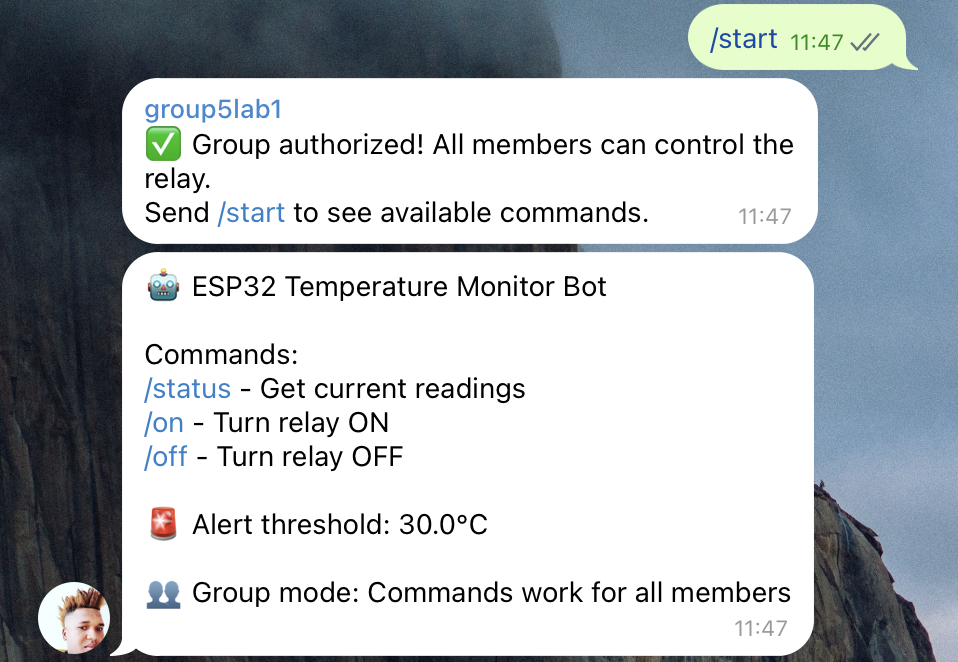 /start 11:47
group5lab1
✅ Group authorized! All members can control the
relay.
Send /start to see available commands. 11:47
🤖 ESP32 Temperature Monitor Bot
Commands:
/status - Get current readings
/on - Turn relay ON
/off - Turn relay OFF
🚨 Alert threshold: 30.0°C
👥 Group mode: Commands work for all members
11:47